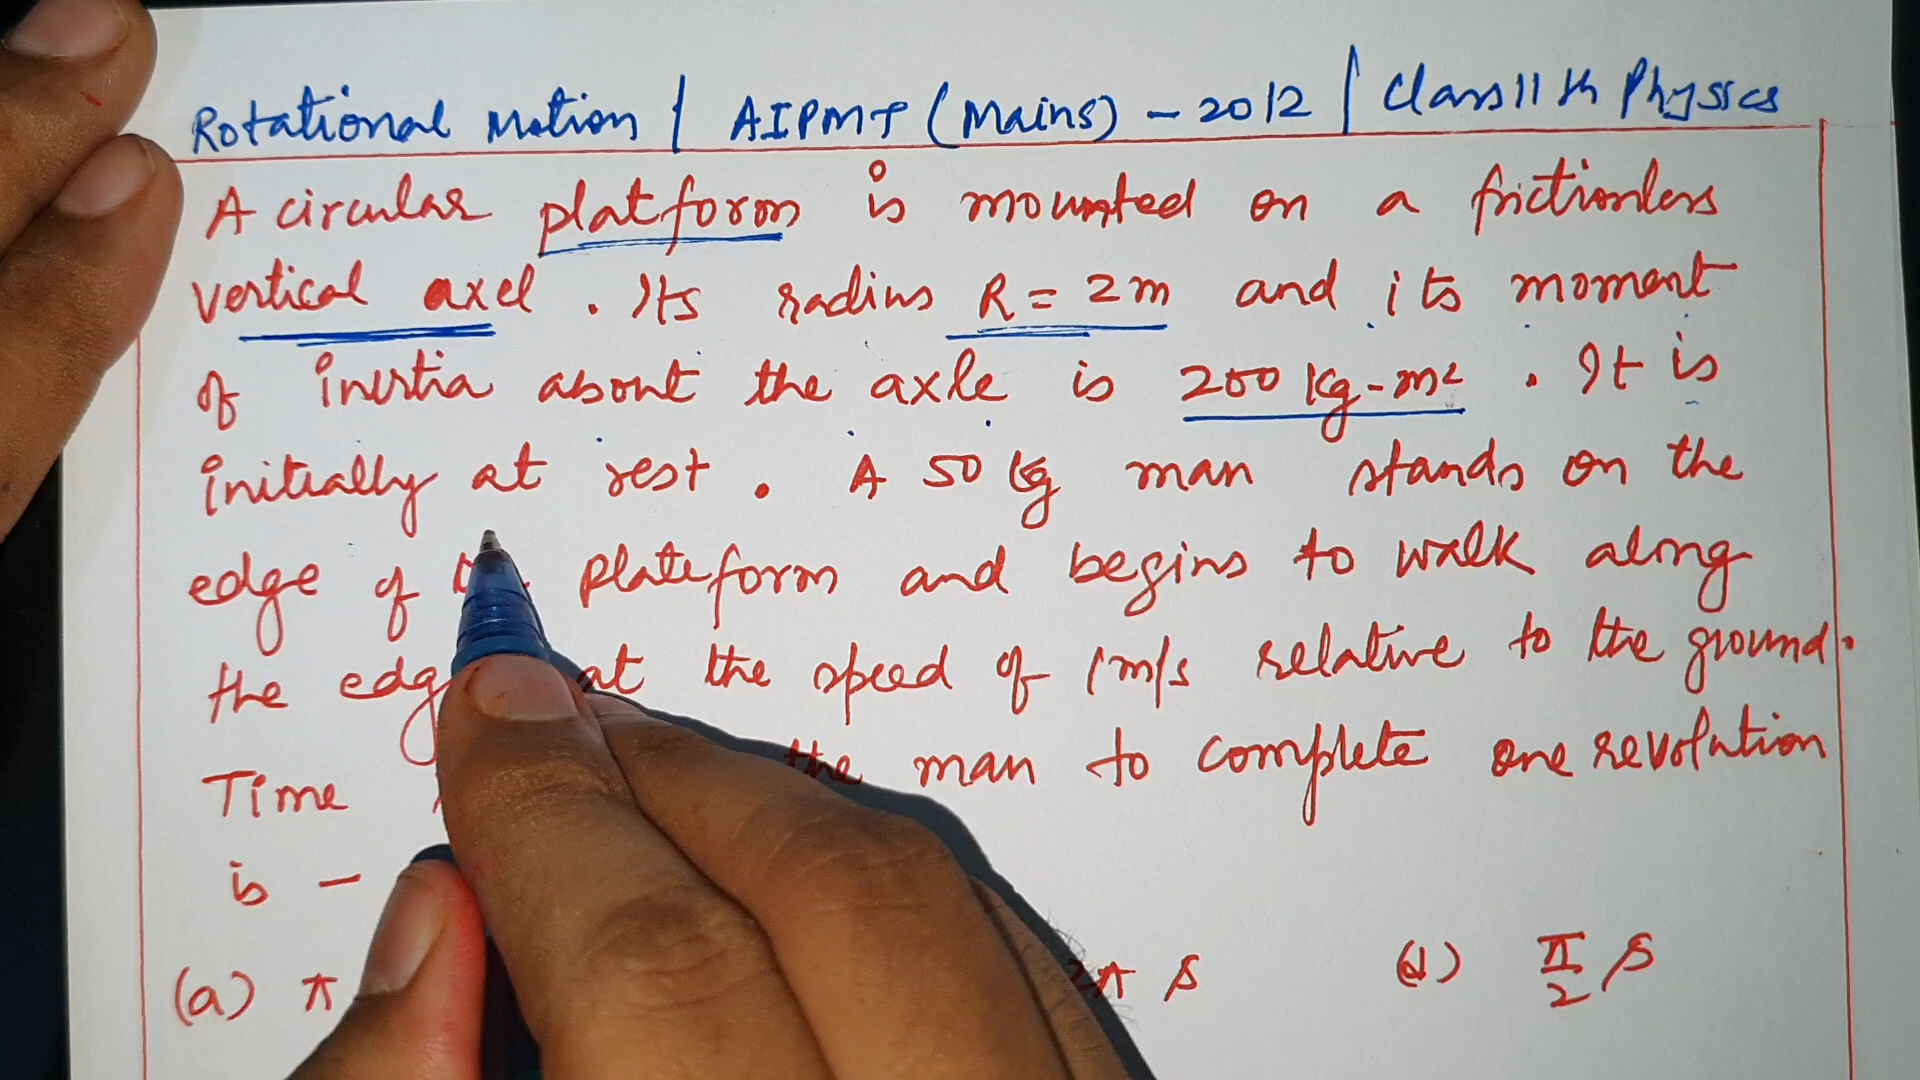 Rotational Motion | AIPMT (Mains) - 2012 | Class 11 th Physics
A circular platform is mounted on a frictionless
vertical axel . Its radius R = 2m and its moment
of inertia about the axle is 200 kg-m² . It is
initially at rest . A 50 kg man stands on the
edge of plateform and begins to walk along
the at the speed of 1m/s relative to the ground.
Time the man to complete one revolution
is -
(a) π 2π s (d) π/2 s